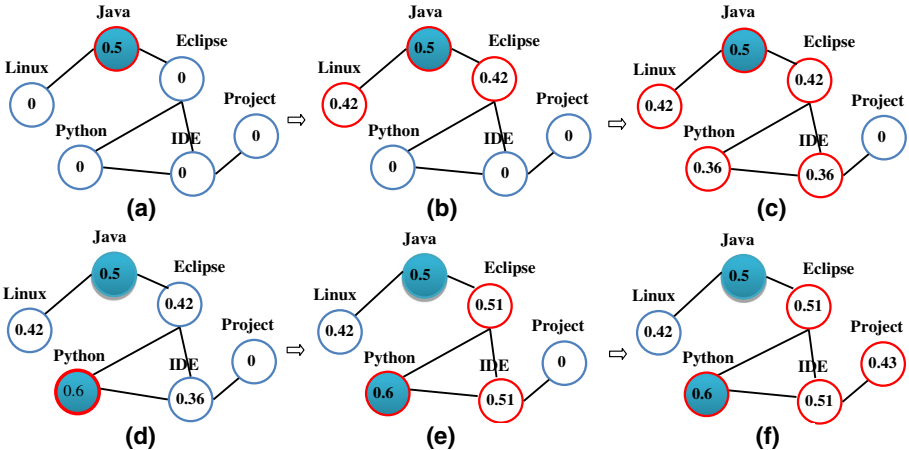 Java
0.5
Eclipse
0
Linux
0
Project
0
Python
0
IDE
0
(a)
⇨
Java
0.5
Eclipse
0.42
Linux
0.42
Project
0
Python
0
IDE
0
(b)
⇨
Java
0.5
Eclipse
0.42
Linux
0.42
Project
0
Python
0.36
IDE
0.36
(c)
Java
0.5
Eclipse
0.42
Linux
0.42
Project
0
Python
0.6
IDE
0.36
(d)
⇨
Java
0.5
Eclipse
0.51
Linux
0.42
Project
0
Python
0.6
IDE
0.51
(e)
⇨
Java
0.5
Eclipse
0.51
Linux
0.42
Project
0.43
Python
0.6
IDE
0.51
(f)